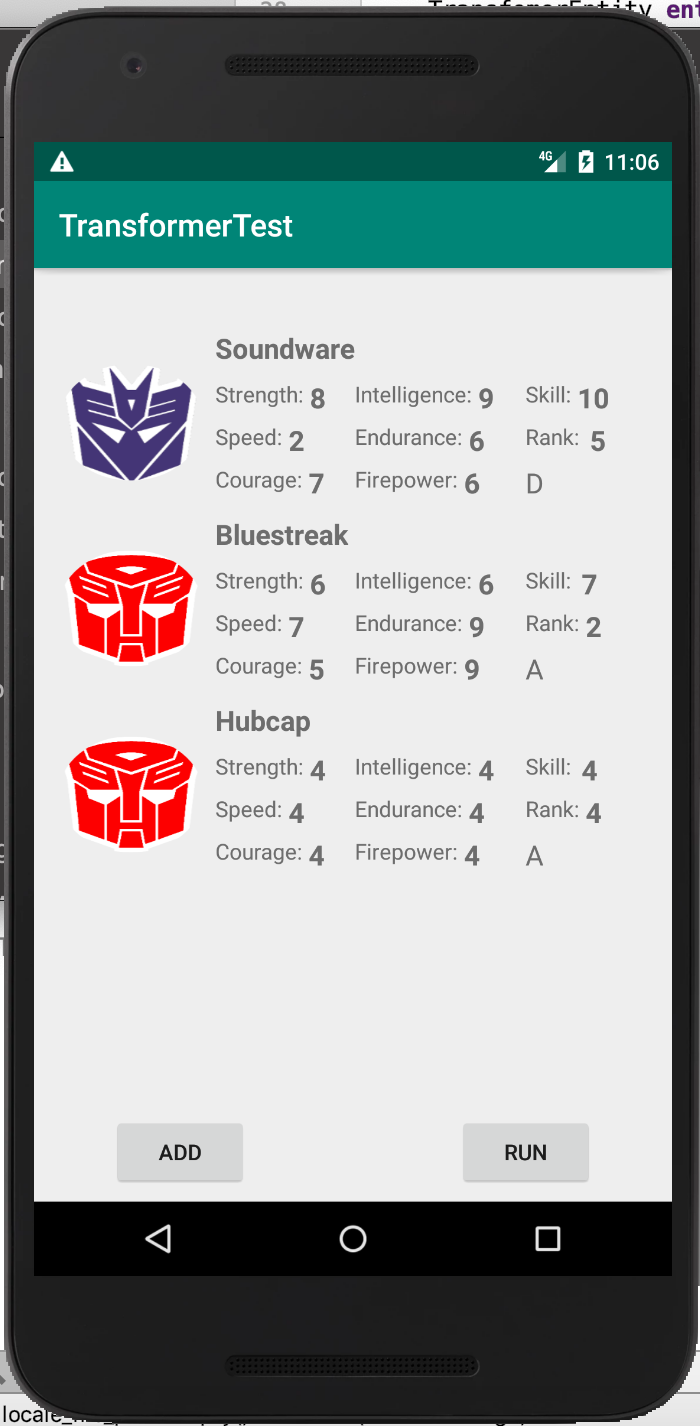 TransfomerEntity ent
4G 11:06
TransformerTest
Soundware
Strength: 8 Intelligence: 9 Skill: 10
Speed: 2 Endurance: 6 Rank: 5
Courage: 7 Firepower: 6 D
Bluestreak
Strength: 6 Intelligence: 6 Skill: 7
Speed: 7 Endurance: 9 Rank: 2
Courage: 5 Firepower: 9 A
Hubcap
Strength: 4 Intelligence: 4 Skill: 4
Speed: 4 Endurance: 4 Rank: 4
Courage: 4 Firepower: 4 A
ADD RUN